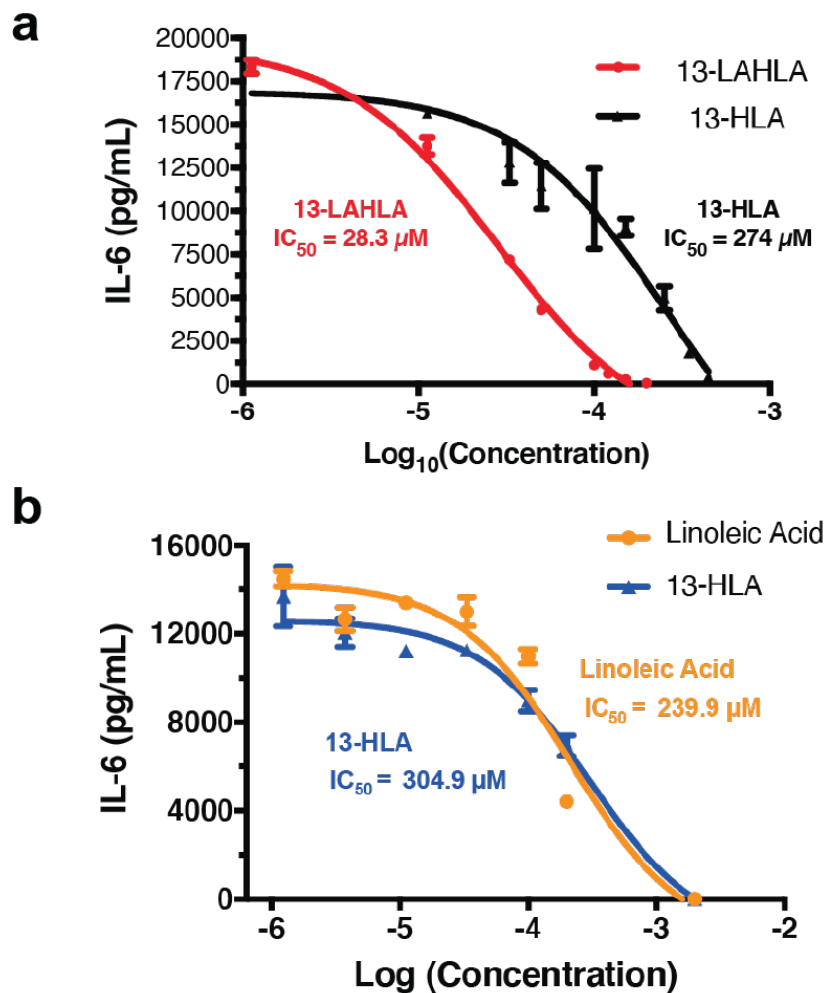 a
20000
17500
15000
12500
10000
7500
5000
2500
0
IL-6 (pg/mL)
13-LAHLA
13-HLA
13-LAHLA
IC50 = 28.3 µM
13-HLA
IC50 = 274 µM
-6 -5 -4 -3
Log10(Concentration)
b
16000
12000
8000
4000
0
IL-6 (pg/mL)
Linoleic Acid
13-HLA
Linoleic Acid
IC50 = 239.9 µM
13-HLA
IC50 = 304.9 µM
-6 -5 -4 -3 -2
Log (Concentration)